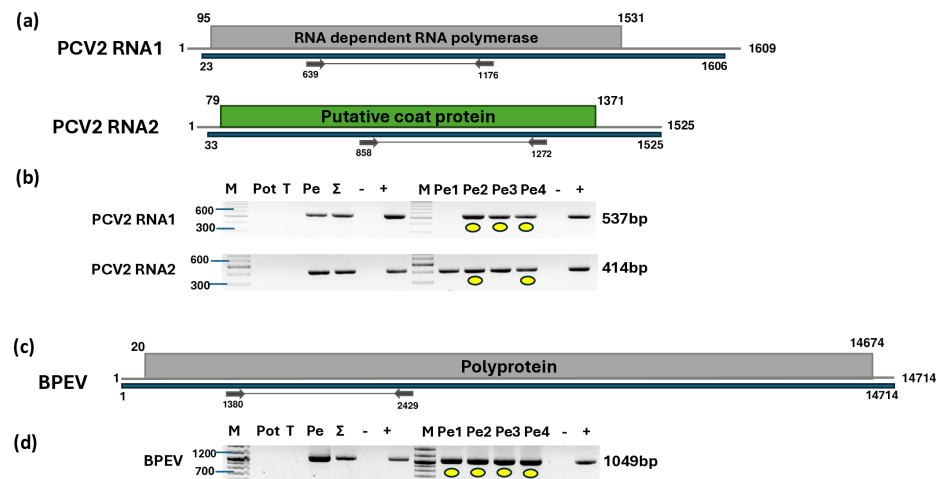 (a)
95
1531
RNA dependent RNA polymerase
PCV2 RNA1
1
1609
23
1606
639
1176
79
1371
Putative coat protein
PCV2 RNA2
1
1525
33
1525
858
1272
(b)
M Pot T Pe Σ - + M Pe1 Pe2 Pe3 Pe4 - +
PCV2 RNA1
600
300
537bp
PCV2 RNA2
600
300
414bp
(c)
20
14674
Polyprotein
BPEV
1
14714
1
14714
1380
2429
(d)
M Pot T Pe Σ - + M Pe1 Pe2 Pe3 Pe4 - +
BPEV
1200
700
1049bp